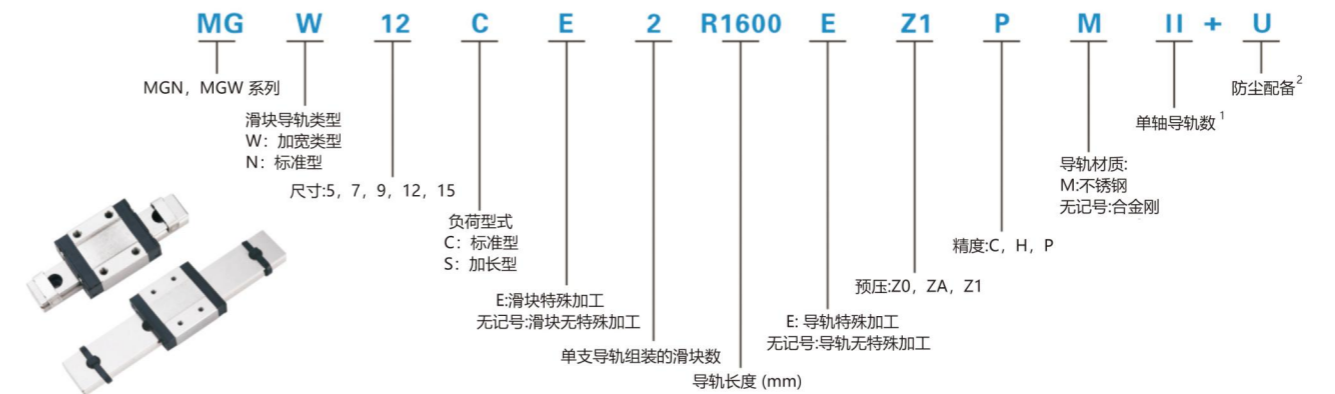 MG W 12 C E 2 R1600 E Z1 P M II + U
MGN，MGW 系列
滑块导轨类型
W：加宽类型
N：标准型
尺寸:5，7，9，12，15
负荷型式
C：标准型
S：加长型
E:滑块特殊加工
无记号:滑块无特殊加工
单支导轨组装的滑块数
导轨长度 (mm)
E: 导轨特殊加工
无记号:导轨无特殊加工
预压:Z0，ZA，Z1
精度:C，H，P
导轨材质:
M:不锈钢
无记号:合金刚
单轴导轨数1
防尘配备2